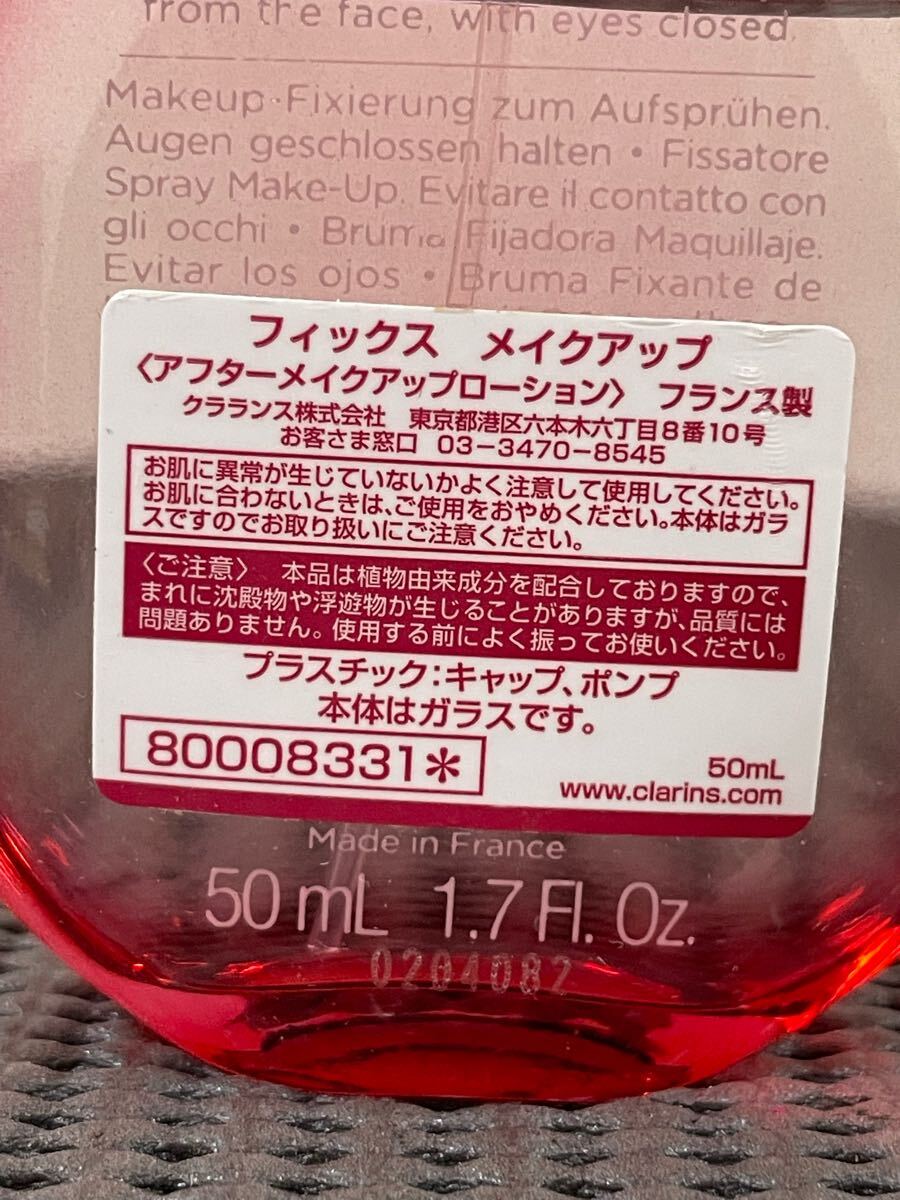 from the face, with eyes closed.
Makeup-Fixierung zum Aufsprühen.
Augen geschlossen halten • Fissatore
Spray Make-Up. Evitare il contatto con
gli occhi • Bruma Fijadora Maquillaje.
Evitar los ojos • Bruma Fixante de
フィックス メイクアップ
〈アフターメイクアップローション〉 フランス製
クラランス株式会社 東京都港区六本木六丁目8番10号
お客さま窓口 03-3470-8545
お肌に異常が生じていないかよく注意して使用してください。
お肌に合わないときは、ご使用をおやめください。本体はガラ
スですのでお取り扱いにご注意ください。
〈ご注意〉 本品は植物由来成分を配合しておりますので、
まれに沈殿物や浮遊物が生じることがありますが、品質には
問題ありません。使用する前によく振ってお使いください。
プラスチック:キャップ、ポンプ
本体はガラスです。
80008331*
50mL
www.clarins.com
Made in France
50 mL 1.7 Fl. Oz.
0204082